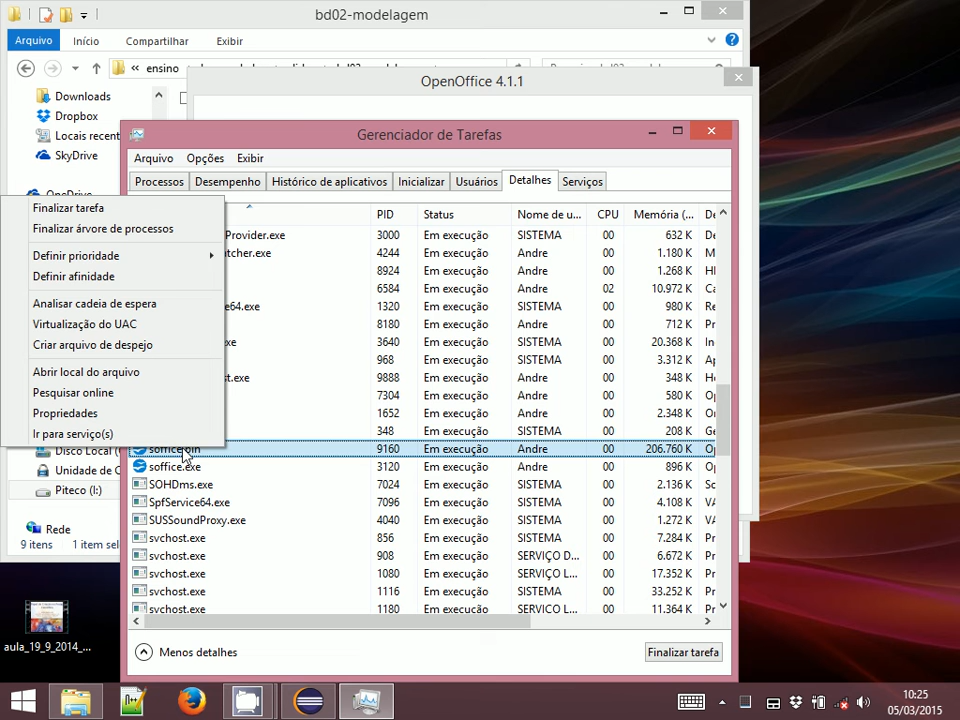 bd02-modelagem
Arquivo Início Compartilhar Exibir
ensino
OpenOffice 4.1.1
Downloads
Dropbox
Locais recent
SkyDrive
OneDrive
Gerenciador de Tarefas
Arquivo Opções Exibir
Processos Desempenho Histórico de aplicativos Inicializar Usuários Detalhes Serviços
PID Status Nome de u... CPU Memória (... De
Provider.exe 3000 Em execução SISTEMA 00 632 K De
tcher.exe 4244 Em execução Andre 00 1.180 K Pr
8924 Em execução Andre 00 1.268 K Hl
6584 Em execução Andre 02 10.972 K Ca
e64.exe 1320 Em execução SISTEMA 00 980 K Re
8180 Em execução Andre 00 712 K Pr
xe 3640 Em execução SISTEMA 00 20.368 K In
968 Em execução SISTEMA 00 3.312 K Ap
st.exe 9888 Em execução Andre 00 348 K Ho
7304 Em execução Andre 00 580 K Op
1652 Em execução Andre 00 2.348 K Or
348 Em execução SISTEMA 00 208 K Ge
soffice.bin 9160 Em execução Andre 00 206.760 K Op
soffice.exe 3120 Em execução Andre 00 896 K Op
SOHDms.exe 7024 Em execução SISTEMA 00 2.136 K So
SpfService64.exe 7096 Em execução SISTEMA 00 4.108 K VA
SUSSoundProxy.exe 4040 Em execução SISTEMA 00 1.272 K VA
svchost.exe 856 Em execução SISTEMA 00 7.284 K Pr
svchost.exe 908 Em execução SERVIÇO D... 00 6.672 K Pr
svchost.exe 1080 Em execução SERVIÇO L... 00 17.352 K Pr
svchost.exe 1116 Em execução SISTEMA 00 33.252 K Pr
svchost.exe 1180 Em execução SERVIÇO L... 00 11.364 K Pr
Menos detalhes Finalizar tarefa
Finalizar tarefa
Finalizar árvore de processos
Definir prioridade
Definir afinidade
Analisar cadeia de espera
Virtualização do UAC
Criar arquivo de despejo
Abrir local do arquivo
Pesquisar online
Propriedades
Ir para serviço(s)
Disco Local (
Unidade de C
Piteco (I:)
Rede
9 itens 1 item sel
aula_19_9_2014_...
10:25
05/03/2015